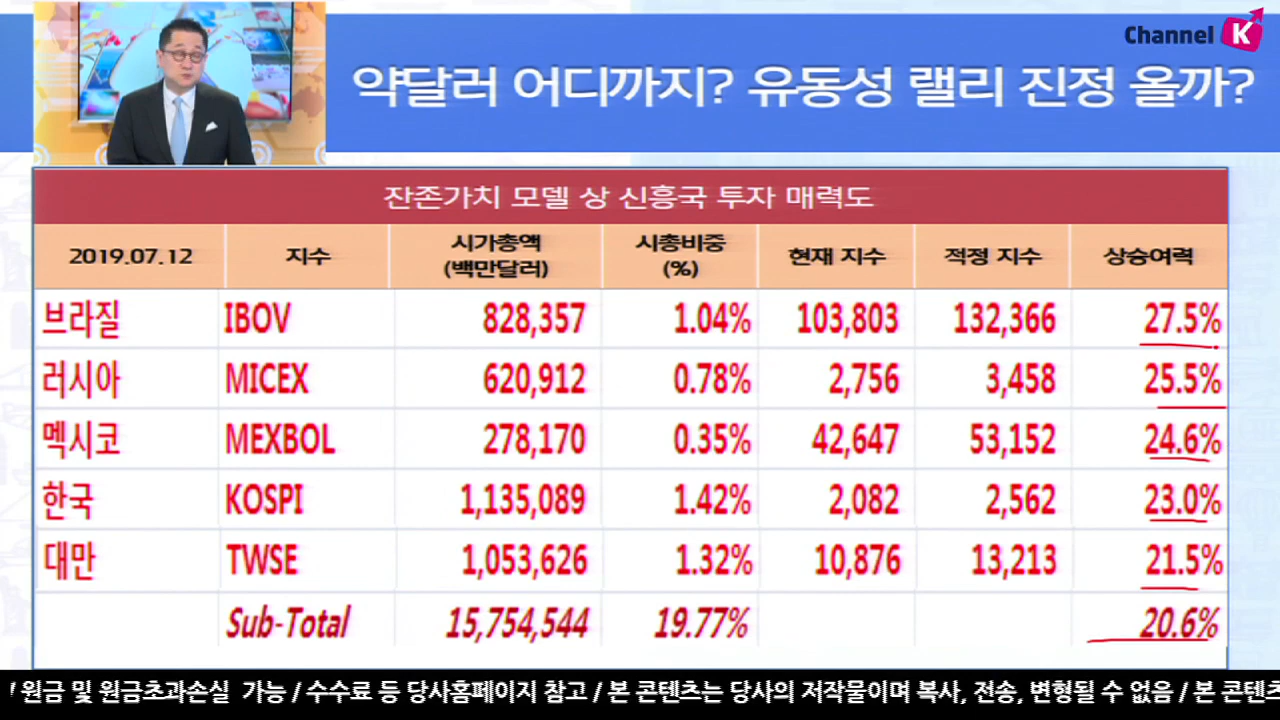 Channel K
약달러 어디까지? 유동성 랠리 진정 올까?
잔존가치 모델 상 신흥국 투자 매력도
2019.07.12 지수 시가총액 (백만달러) 시총비중 (%) 현재 지수 적정 지수 상승여력
브라질 IBOV 828,357 1.04% 103,803 132,366 27.5%
러시아 MICEX 620,912 0.78% 2,756 3,458 25.5%
멕시코 MEXBOL 278,170 0.35% 42,647 53,152 24.6%
한국 KOSPI 1,135,089 1.42% 2,082 2,562 23.0%
대만 TWSE 1,053,626 1.32% 10,876 13,213 21.5%
Sub-Total 15,754,544 19.77% 20.6%
/ 원금 및 원금초과손실 가능 / 수수료 등 당사홈페이지 참고 / 본 콘텐츠는 당사의 저작물이며 복사, 전송, 변형될 수 없음 / 본 콘텐츠